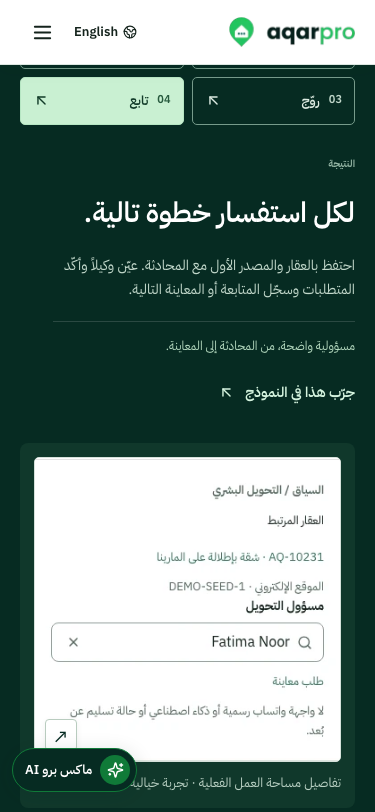 English
aqarpro
03 روّج
04 تابع
النتيجة
لكل استفسار خطوة تالية.
احتفظ بالعقار والمصدر الأول مع المحادثة. عيّن وكيلاً وأكّد
المتطلبات وسجّل المتابعة أو المعاينة التالية.
مسؤولية واضحة، من المحادثة إلى المعاينة.
جرّب هذا في النموذج
السياق / التحويل البشري
العقار المرتبط
AQ-10231 · شقة بإطلالة على المارينا
الموقع الإلكتروني · DEMO-SEED-1
مسؤول التحويل
Fatima Noor
طلب معاينة
لا واجهة واتساب رسمية أو ذكاء اصطناعي أو حالة تسليم عن
بُعد.
تفاصيل مساحة العمل الفعلية · تجربة خيالية
ماكس برو AI